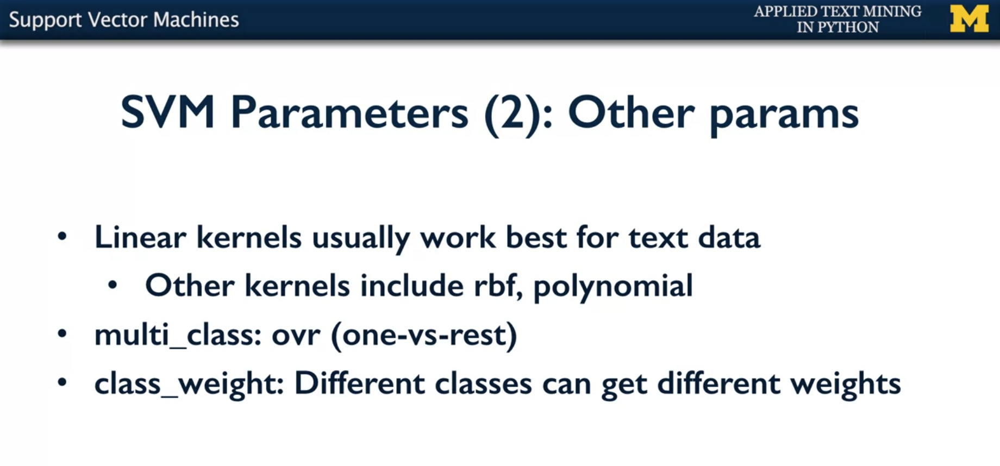 Support Vector Machines
APPLIED TEXT MINING
IN PYTHON
M
SVM Parameters (2): Other params
• Linear kernels usually work best for text data
• Other kernels include rbf, polynomial
• multi_class: ovr (one-vs-rest)
• class_weight: Different classes can get different weights